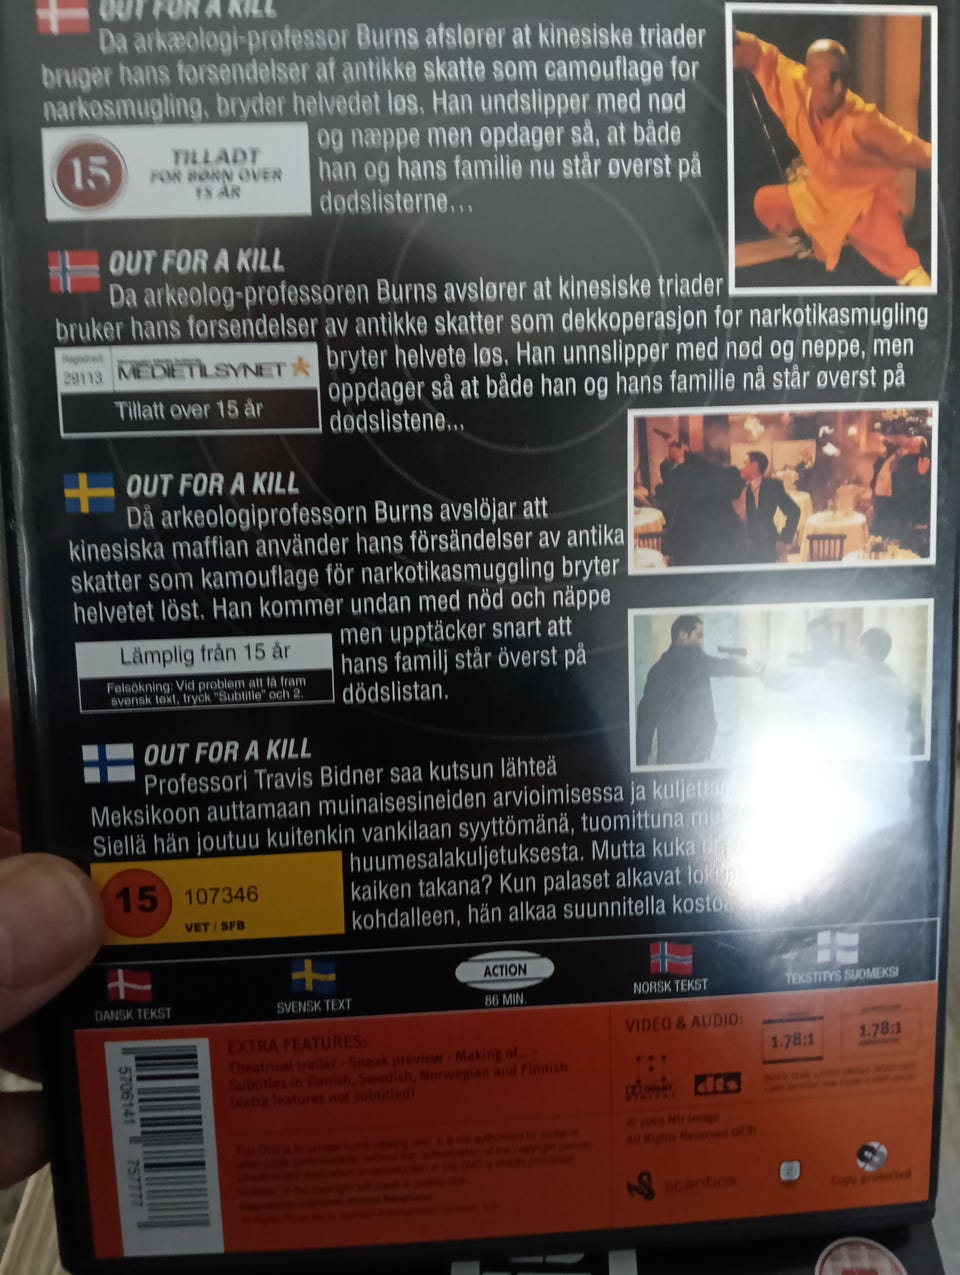 OUT FOR A KILL
Da arkæologi-professor Burns afslører at kinesiske triader
bruger hans forsendelser af antikke skatte som camouflage for
narkosmugling, bryder helvedet løs. Han undslipper med nød
og næppe men opdager så, at både
han og hans familie nu står øverst på
dødslisterne...
15
TILLADT
FOR BØRN OVER
15 ÅR
OUT FOR A KILL
Da arkeolog-professoren Burns avslører at kinesiske triader
bruker hans forsendelser av antikke skatter som dekkoperasjon for narkotikasmugling
bryter helvete løs. Han unnslipper med nød og neppe, men
oppdager så at både han og hans familie nå står øverst på
dødslistene...
Registrert
29113
MEDIETILSYNET
Tillatt over 15 år
OUT FOR A KILL
Då arkeologiprofessorn Burns avslöjar att
kinesiska maffian använder hans försändelser av antika
skatter som kamouflage för narkotikasmuggling bryter
helvetet löst. Han kommer undan med nöd och näppe
men upptäcker snart att
hans familj står överst på
dödslistan.
Lämplig från 15 år
Felsökning: Vid problem att få fram
svensk text, tryck "Subtitle" och 2.
OUT FOR A KILL
Professori Travis Bidner saa kutsun lähteä
Meksikoon auttamaan muinaisesineiden arvioimisessa ja
Siellä hän joutuu kuitenkin vankilaan syyttömänä, tuomittuna
huumesalakuljetuksesta. Mutta kuka
kaiken takana? Kun palaset alkavat
kohdalleen, hän alkaa suunnitella
15
107346
VET / SFB
DANSK TEKST
SVENSK TEXT
ACTION
86 MIN.
NORSK TEKST
TEKSTITYS SUOMEKSI
5706141
757777
EXTRA FEATURES:
Theatrical trailer - Sneak preview - Making of... -
Subtitles in Danish, Swedish, Norwegian and Finnish
(extra features not subtitled)
VIDEO & AUDIO:
1.78:1
1.78:1
DOLBY
DIGITAL
dts
© 2003 NU Image
All Rights Reserved
scanbox
2
Copy protected